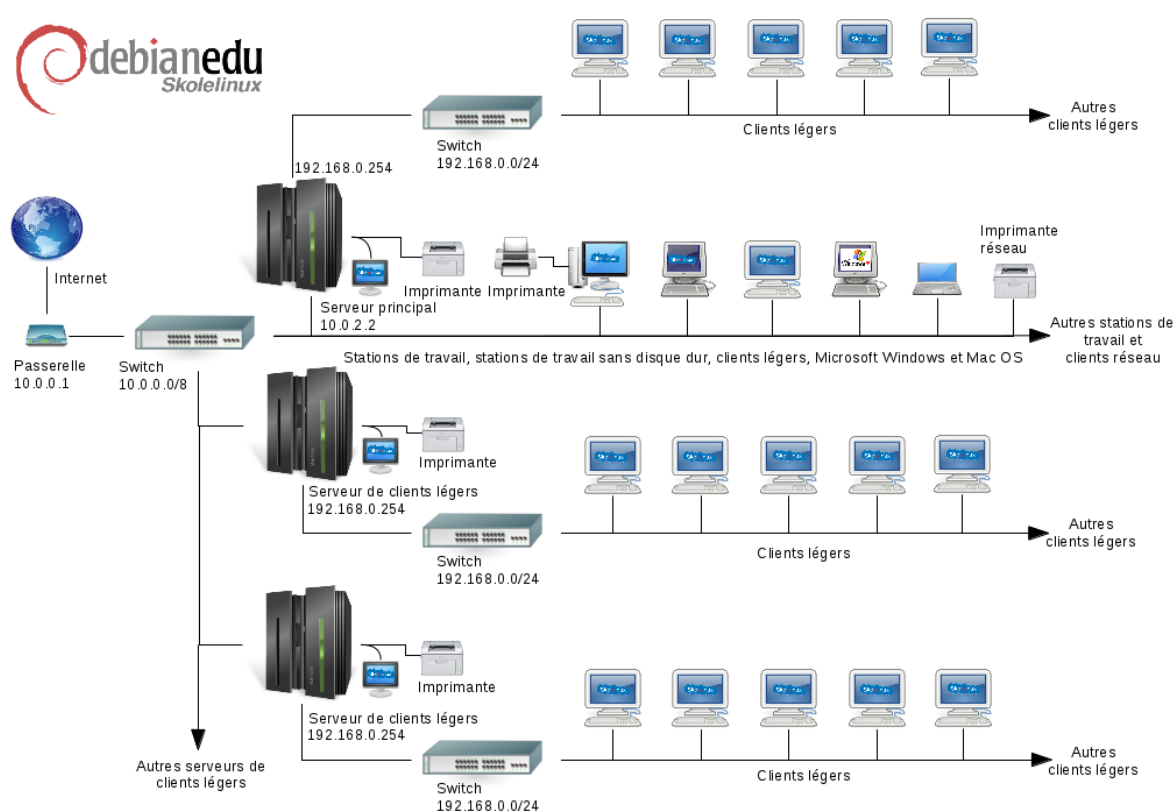 debianedu
Skolelinux
Clients légers
Autres
clients légers
Switch
192.168.0.0/24
192.168.0.254
Internet
Imprimante
Imprimante
Imprimante
réseau
Serveur principal
10.0.2.2
Passerelle
10.0.0.1
Switch
10.0.0.0/8
Stations de travail, stations de travail sans disque dur, clients légers, Microsoft Windows et Mac OS
Autres stations de
travail et
clients réseau
Imprimante
Serveur de clients légers
192.168.0.254
Switch
192.168.0.0/24
Clients légers
Autres
clients légers
Imprimante
Serveur de clients légers
192.168.0.254
Switch
192.168.0.0/24
Clients légers
Autres
clients légers
Autres serveurs de
clients légers